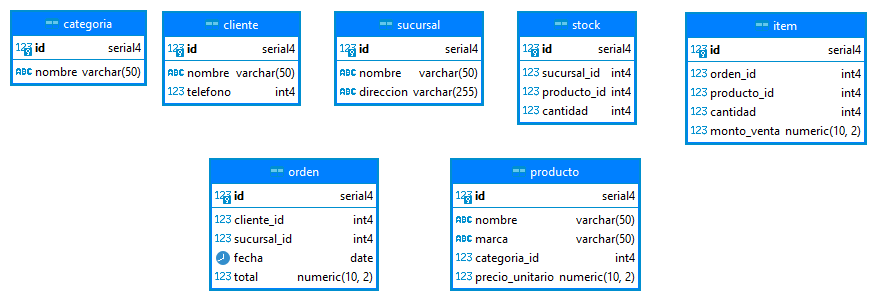 categoria
123 id serial4
ABC nombre varchar(50)
cliente
123 id serial4
ABC nombre varchar(50)
123 telefono int4
sucursal
123 id serial4
ABC nombre varchar(50)
ABC direccion varchar(255)
stock
123 id serial4
123 sucursal_id int4
123 producto_id int4
123 cantidad int4
item
123 id serial4
123 orden_id int4
123 producto_id int4
123 cantidad int4
123 monto_venta numeric(10, 2)
orden
123 id serial4
123 cliente_id int4
123 sucursal_id int4
fecha date
123 total numeric(10, 2)
producto
123 id serial4
ABC nombre varchar(50)
ABC marca varchar(50)
123 categoria_id int4
123 precio_unitario numeric(10, 2)